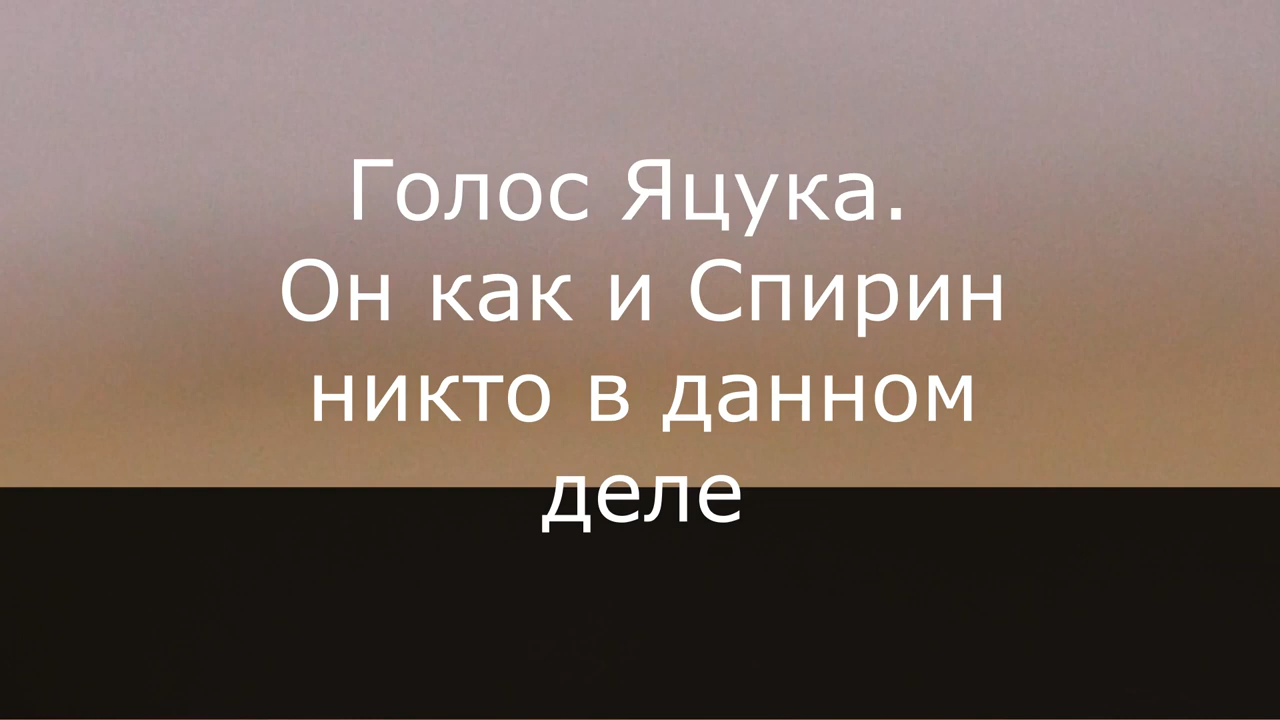 Голос Яцука.
Он как и Спирин
никто в данном
деле